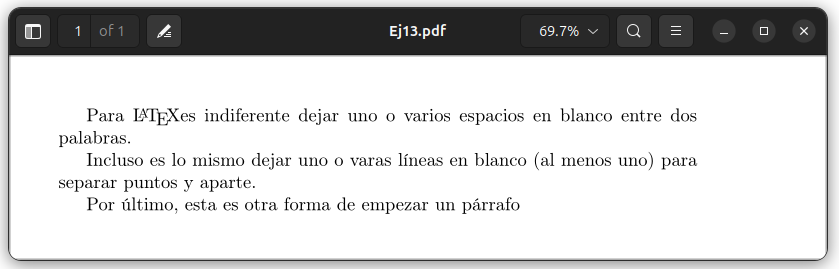 1 of 1 Ej13.pdf 69.7%
Para LATEXes indiferente dejar uno o varios espacios en blanco entre dos
palabras.
Incluso es lo mismo dejar uno o varas líneas en blanco (al menos uno) para
separar puntos y aparte.
Por último, esta es otra forma de empezar un párrafo